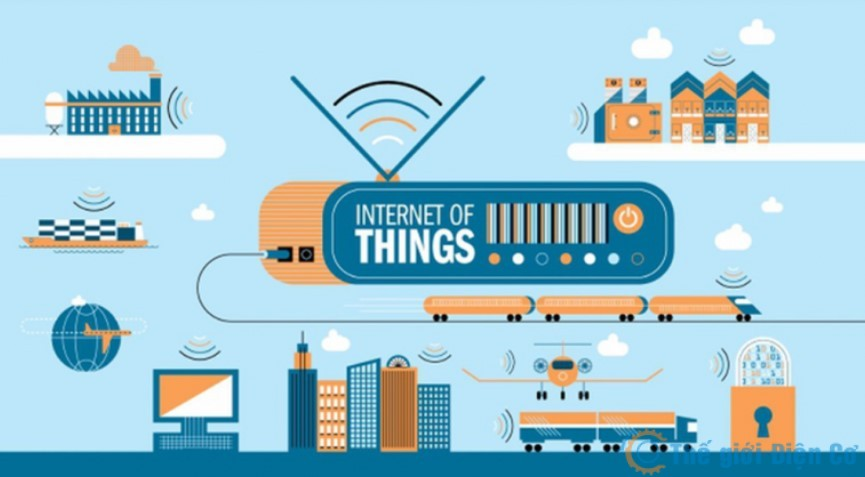 INTERNET OF
THINGS
Thế giới Điện Cơ